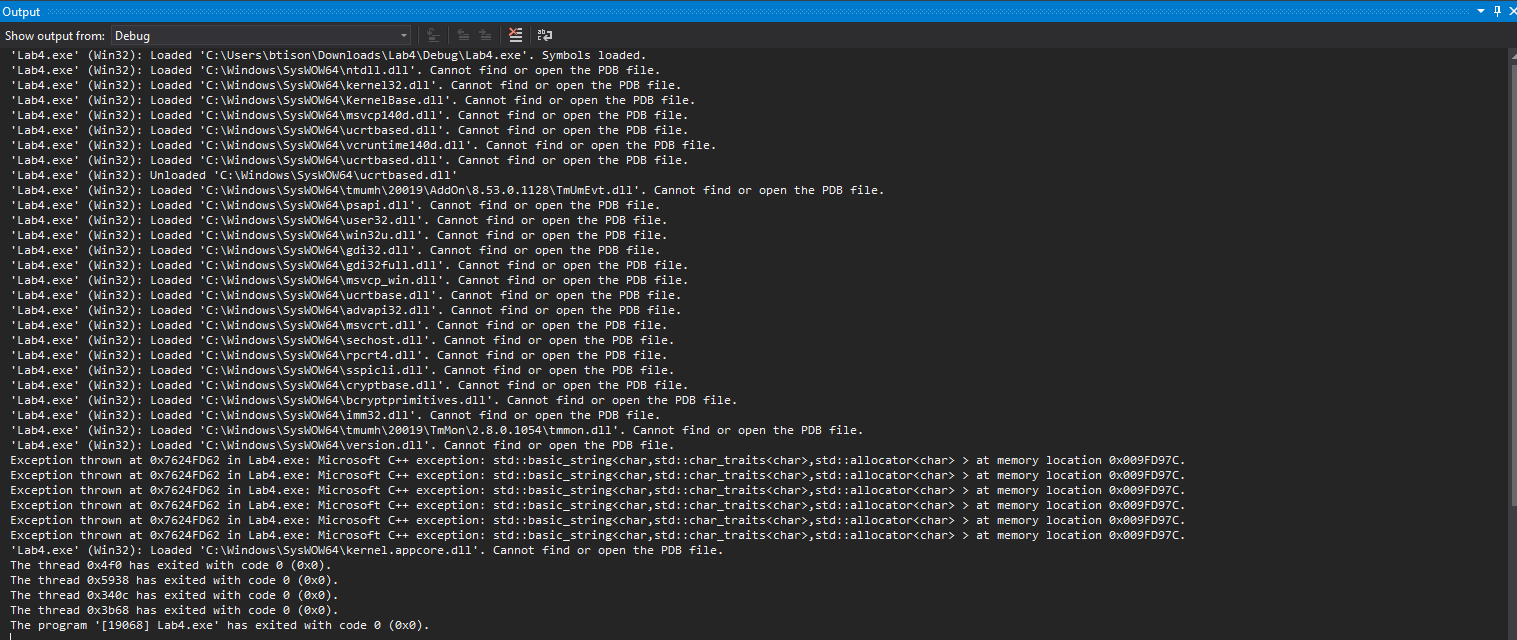 Output
Show output from: Debug
'Lab4.exe' (Win32): Loaded 'C:\Users\btison\Downloads\Lab4\Debug\Lab4.exe'. Symbols loaded.
'Lab4.exe' (Win32): Loaded 'C:\Windows\SysWOW64\ntdll.dll'. Cannot find or open the PDB file.
'Lab4.exe' (Win32): Loaded 'C:\Windows\SysWOW64\kernel32.dll'. Cannot find or open the PDB file.
'Lab4.exe' (Win32): Loaded 'C:\Windows\SysWOW64\KernelBase.dll'. Cannot find or open the PDB file.
'Lab4.exe' (Win32): Loaded 'C:\Windows\SysWOW64\msvcp140d.dll'. Cannot find or open the PDB file.
'Lab4.exe' (Win32): Loaded 'C:\Windows\SysWOW64\ucrtbased.dll'. Cannot find or open the PDB file.
'Lab4.exe' (Win32): Loaded 'C:\Windows\SysWOW64\vcruntime140d.dll'. Cannot find or open the PDB file.
'Lab4.exe' (Win32): Loaded 'C:\Windows\SysWOW64\ucrtbased.dll'. Cannot find or open the PDB file.
'Lab4.exe' (Win32): Unloaded 'C:\Windows\SysWOW64\ucrtbased.dll'
'Lab4.exe' (Win32): Loaded 'C:\Windows\SysWOW64\tmumh\20019\AddOn\8.53.0.1128\TmUmEvt.dll'. Cannot find or open the PDB file.
'Lab4.exe' (Win32): Loaded 'C:\Windows\SysWOW64\psapi.dll'. Cannot find or open the PDB file.
'Lab4.exe' (Win32): Loaded 'C:\Windows\SysWOW64\user32.dll'. Cannot find or open the PDB file.
'Lab4.exe' (Win32): Loaded 'C:\Windows\SysWOW64\win32u.dll'. Cannot find or open the PDB file.
'Lab4.exe' (Win32): Loaded 'C:\Windows\SysWOW64\gdi32.dll'. Cannot find or open the PDB file.
'Lab4.exe' (Win32): Loaded 'C:\Windows\SysWOW64\gdi32full.dll'. Cannot find or open the PDB file.
'Lab4.exe' (Win32): Loaded 'C:\Windows\SysWOW64\msvcp_win.dll'. Cannot find or open the PDB file.
'Lab4.exe' (Win32): Loaded 'C:\Windows\SysWOW64\ucrtbase.dll'. Cannot find or open the PDB file.
'Lab4.exe' (Win32): Loaded 'C:\Windows\SysWOW64\advapi32.dll'. Cannot find or open the PDB file.
'Lab4.exe' (Win32): Loaded 'C:\Windows\SysWOW64\msvcrt.dll'. Cannot find or open the PDB file.
'Lab4.exe' (Win32): Loaded 'C:\Windows\SysWOW64\sechost.dll'. Cannot find or open the PDB file.
'Lab4.exe' (Win32): Loaded 'C:\Windows\SysWOW64\rpcrt4.dll'. Cannot find or open the PDB file.
'Lab4.exe' (Win32): Loaded 'C:\Windows\SysWOW64\sspicli.dll'. Cannot find or open the PDB file.
'Lab4.exe' (Win32): Loaded 'C:\Windows\SysWOW64\cryptbase.dll'. Cannot find or open the PDB file.
'Lab4.exe' (Win32): Loaded 'C:\Windows\SysWOW64\bcryptprimitives.dll'. Cannot find or open the PDB file.
'Lab4.exe' (Win32): Loaded 'C:\Windows\SysWOW64\imm32.dll'. Cannot find or open the PDB file.
'Lab4.exe' (Win32): Loaded 'C:\Windows\SysWOW64\tmumh\20019\TmMon\2.8.0.1054\tmmon.dll'. Cannot find or open the PDB file.
'Lab4.exe' (Win32): Loaded 'C:\Windows\SysWOW64\version.dll'. Cannot find or open the PDB file.
Exception thrown at 0x7624FD62 in Lab4.exe: Microsoft C++ exception: std::basic_string<char,std::char_traits<char>,std::allocator<char> > at memory location 0x009FD97C.
Exception thrown at 0x7624FD62 in Lab4.exe: Microsoft C++ exception: std::basic_string<char,std::char_traits<char>,std::allocator<char> > at memory location 0x009FD97C.
Exception thrown at 0x7624FD62 in Lab4.exe: Microsoft C++ exception: std::basic_string<char,std::char_traits<char>,std::allocator<char> > at memory location 0x009FD97C.
Exception thrown at 0x7624FD62 in Lab4.exe: Microsoft C++ exception: std::basic_string<char,std::char_traits<char>,std::allocator<char> > at memory location 0x009FD97C.
Exception thrown at 0x7624FD62 in Lab4.exe: Microsoft C++ exception: std::basic_string<char,std::char_traits<char>,std::allocator<char> > at memory location 0x009FD97C.
Exception thrown at 0x7624FD62 in Lab4.exe: Microsoft C++ exception: std::basic_string<char,std::char_traits<char>,std::allocator<char> > at memory location 0x009FD97C.
'Lab4.exe' (Win32): Loaded 'C:\Windows\SysWOW64\kernel.appcore.dll'. Cannot find or open the PDB file.
The thread 0x4f0 has exited with code 0 (0x0).
The thread 0x5938 has exited with code 0 (0x0).
The thread 0x340c has exited with code 0 (0x0).
The thread 0x3b68 has exited with code 0 (0x0).
The program '[19068] Lab4.exe' has exited with code 0 (0x0).